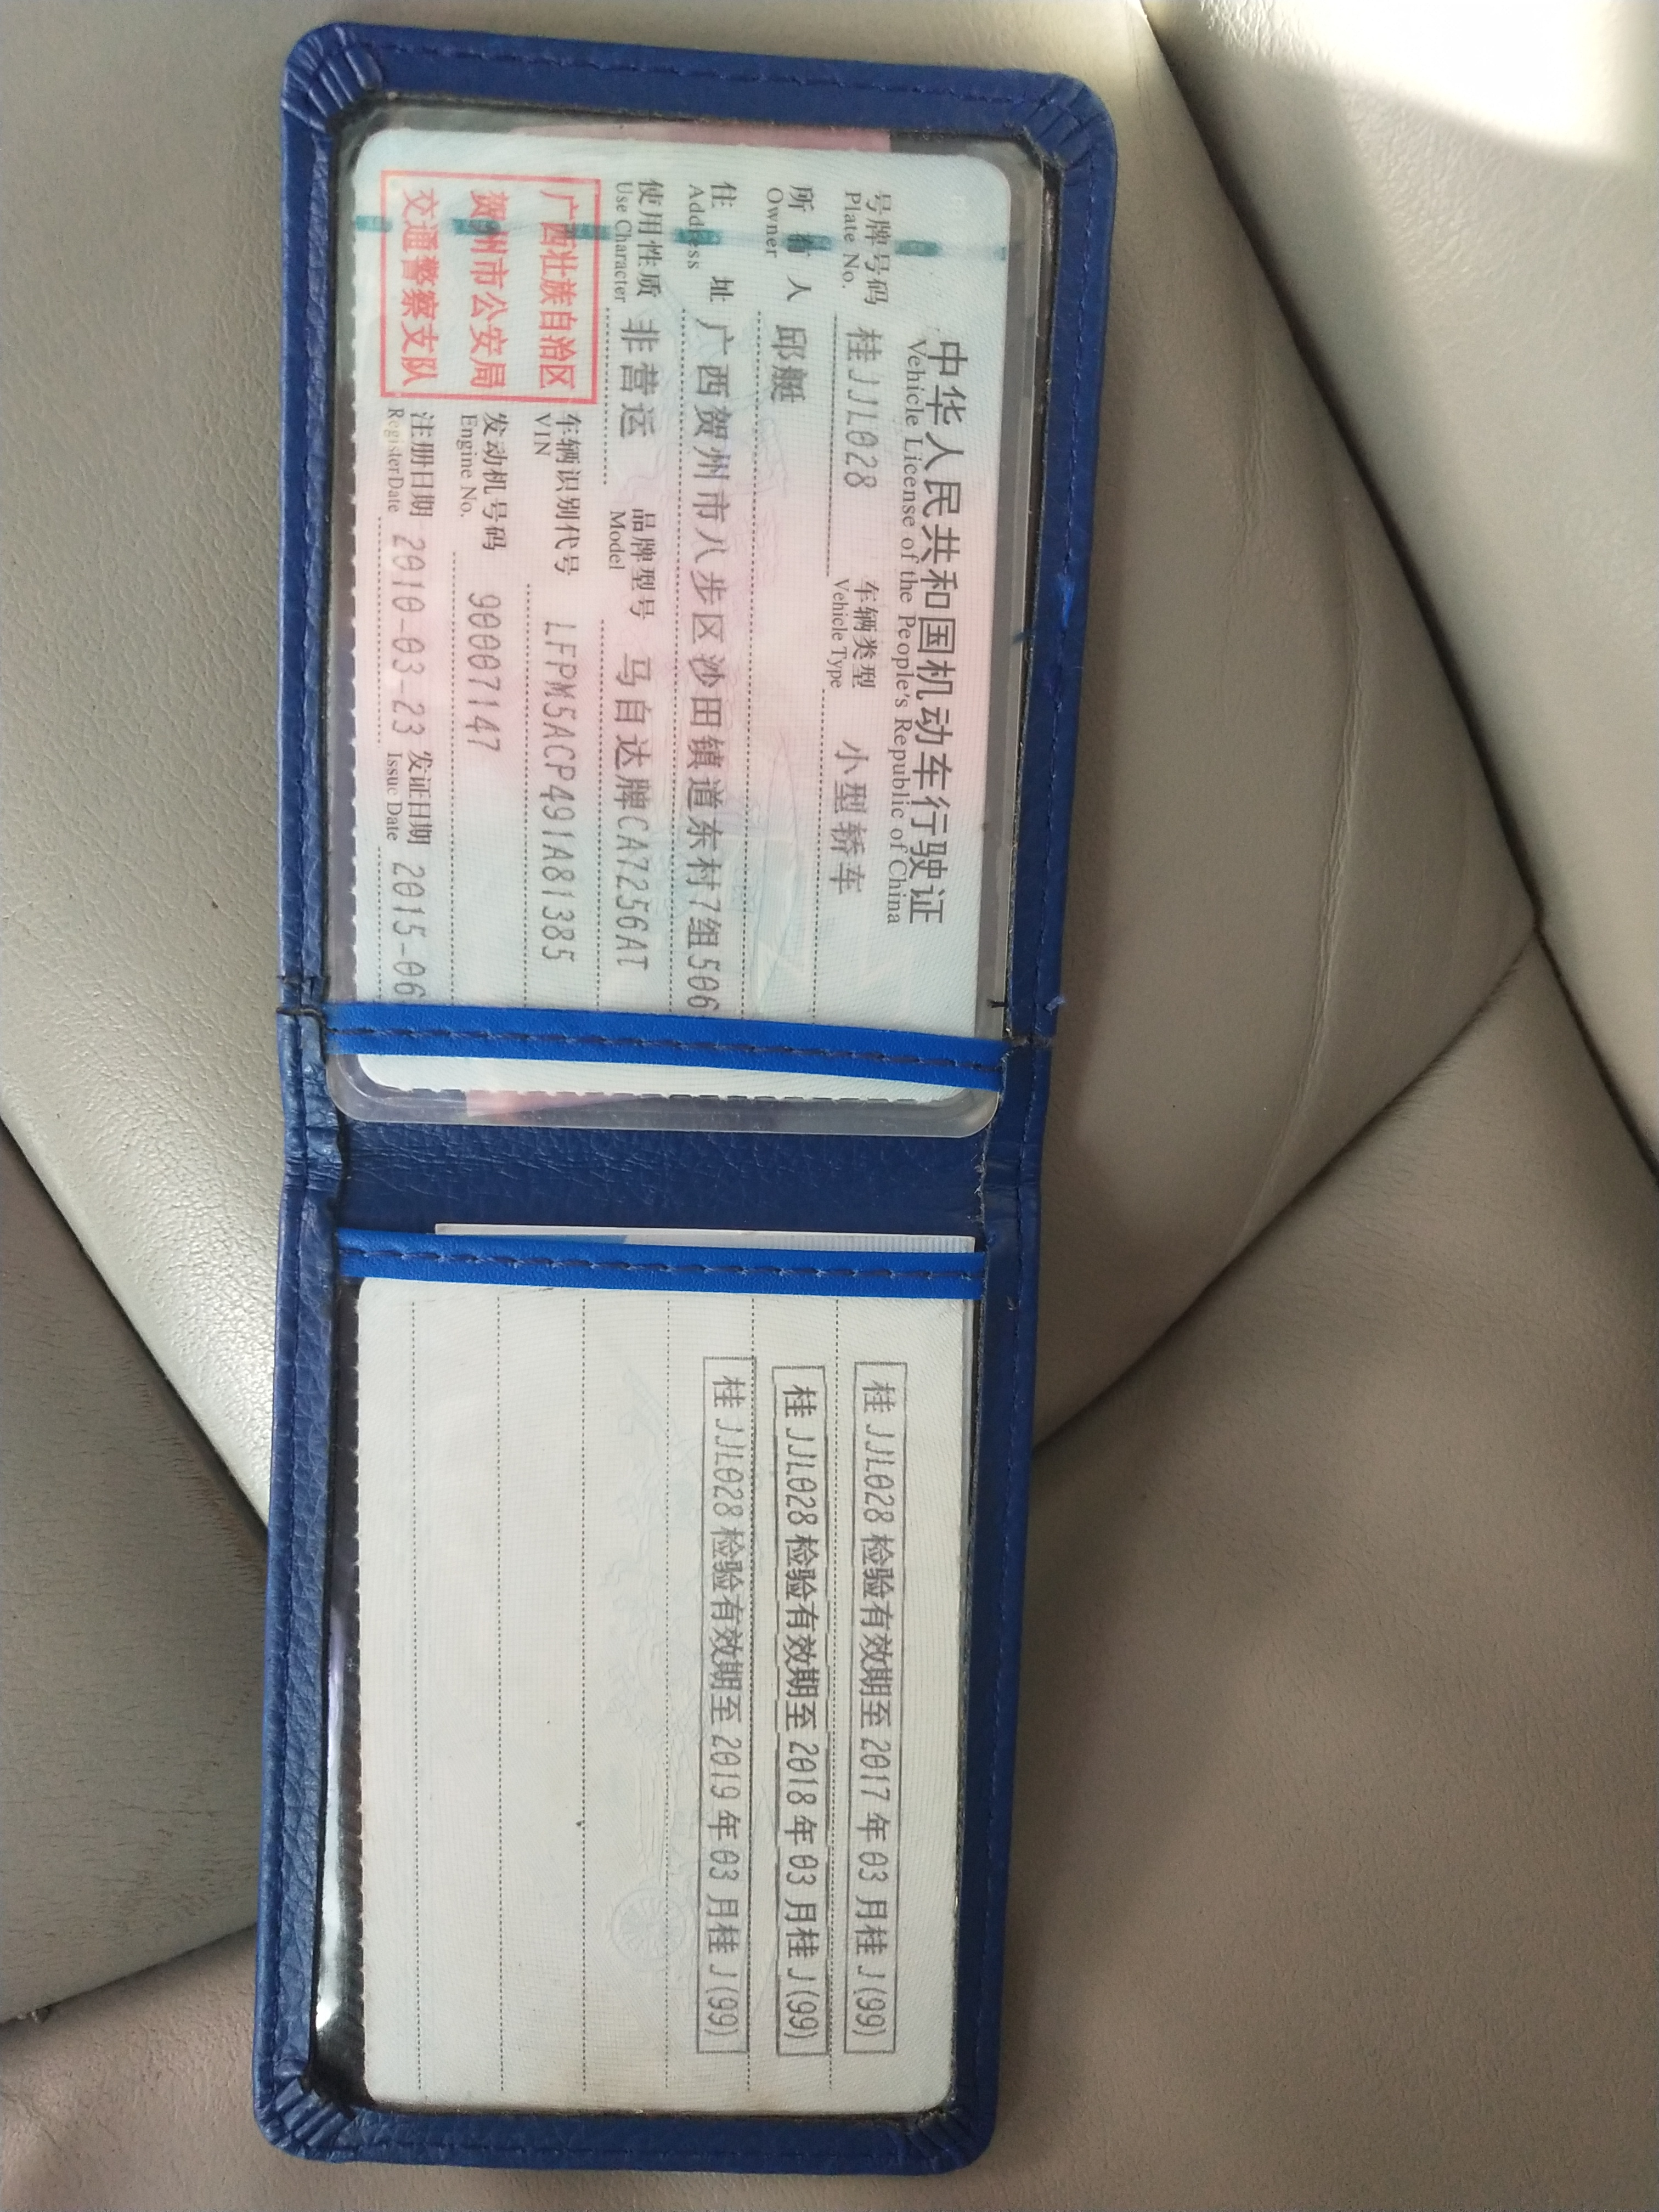 中华人民共和国机动车行驶证
Vehicle License of the People's Republic of China
号牌号码 桂JJL028 车辆类型 小型轿车
Plate No. Vehicle Type
所有人 邱艇
Owner
住址 广西贺州市八步区沙田镇道东村7组506
Address
使用性质 非营运 品牌型号 马自达牌CA7256AT
Use Character Model
广西壮族自治区
贺州市公安局
交通警察支队
车辆识别代号 LFPM5ACP491A81385
VIN
发动机号码 90007147
Engine No.
注册日期 2010-03-23 发证日期 2015-06
Register Date Issue Date
桂JJL028检验有效期至2017年03月桂J(99)
桂JJL028检验有效期至2018年03月桂J(99)
桂JJL028检验有效期至2019年03月桂J(99)